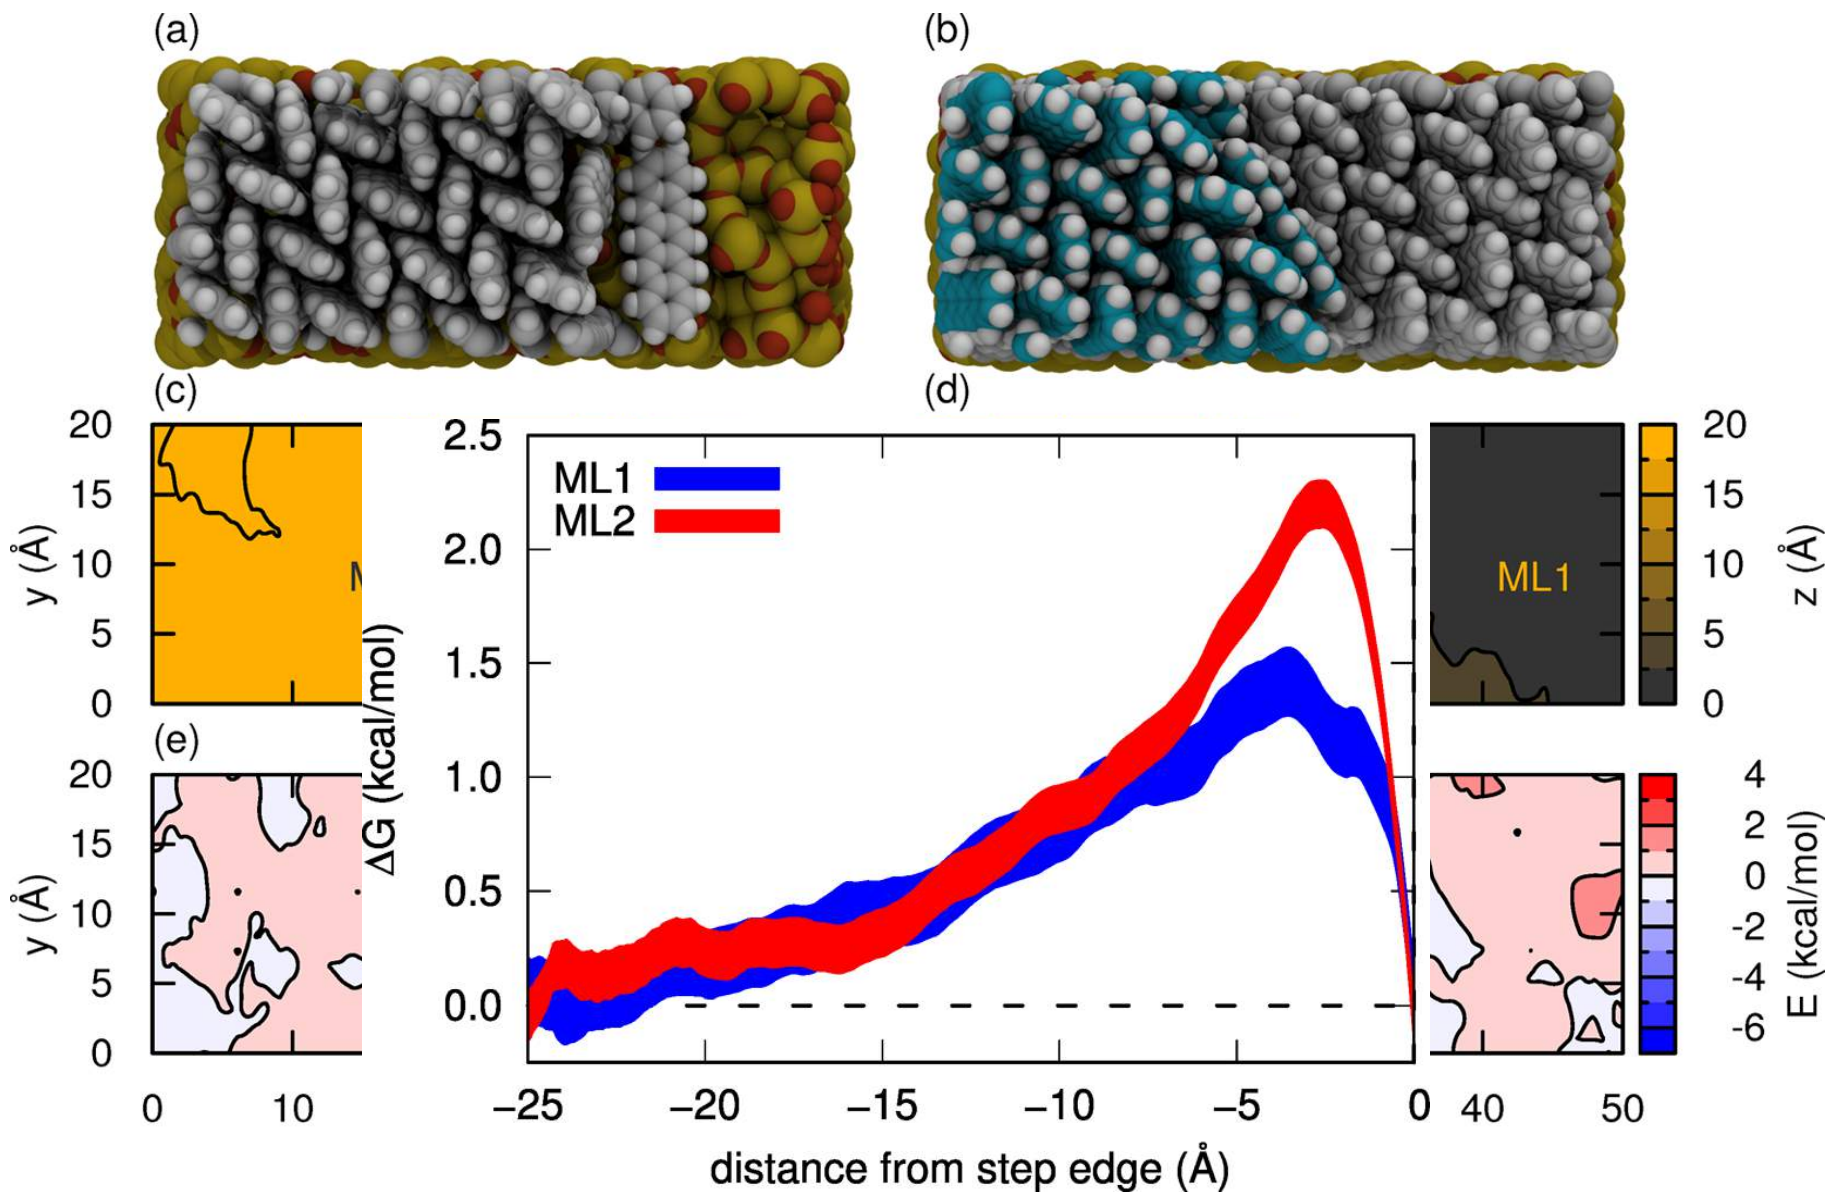 (a)
(b)
(c)
(d)
20
15
10
5
0
y (Å)
2.5
2.0
1.5
1.0
0.5
0.0
ΔG (kcal/mol)
ML1
ML2
−25
−20
−15
−10
−5
0
distance from step edge (Å)
ML1
20
15
10
5
0
z (Å)
(e)
20
15
10
5
0
y (Å)
0
10
40
50
4
2
0
-2
-4
-6
E (kcal/mol)